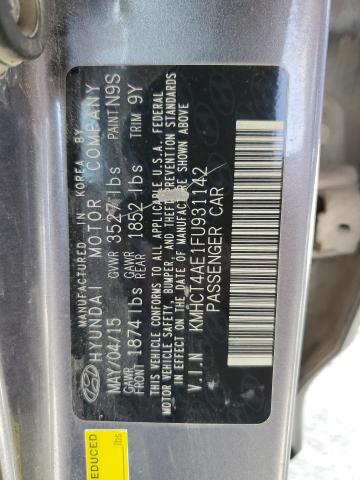 MANUFACTURED IN KOREA BY
HYUNDAI MOTOR COMPANY
MAY/04/15 GVWR 3527 lbs PAINT N9S
GAWR FRONT 1874 lbs GAWR REAR 1852 lbs TRIM 9Y
THIS VEHICLE CONFORMS TO ALL APPLICABLE U.S.A. FEDERAL
MOTOR VEHICLE SAFETY, BUMPER, AND THEFT PREVENTION STANDARDS
IN EFFECT ON THE DATE OF MANUFACTURE SHOWN ABOVE
V.I.N KMHCT4AE1FU931142
PASSENGER CAR
REDUCED
lbs